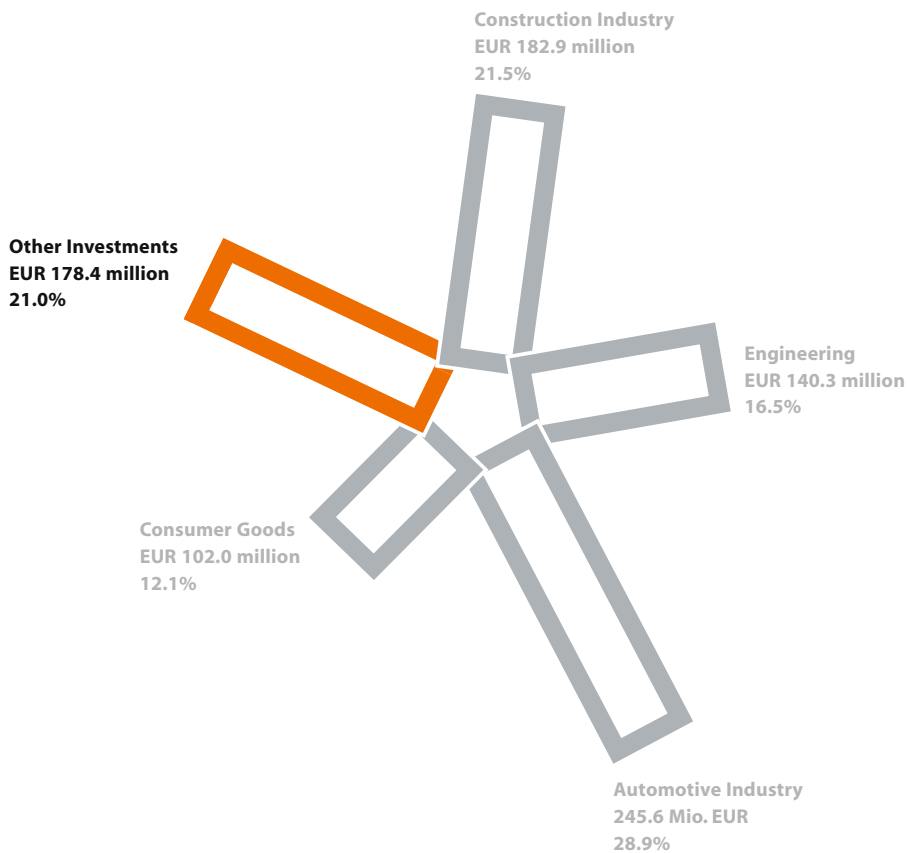 Construction Industry
EUR 182.9 million
21.5%
Other Investments
EUR 178.4 million
21.0%
Engineering
EUR 140.3 million
16.5%
Consumer Goods
EUR 102.0 million
12.1%
Automotive Industry
245.6 Mio. EUR
28.9%